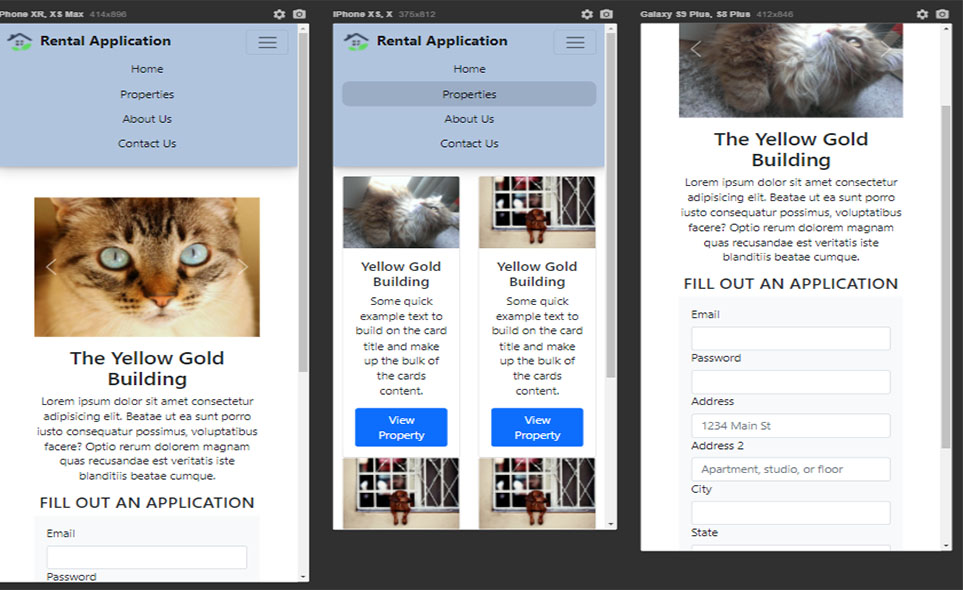 iPhone XR, XS Max 414x896
Rental Application
Home
Properties
About Us
Contact Us
The Yellow Gold
Building
Lorem ipsum dolor sit amet consectetur
adipisicing elit. Beatae ut ea sunt porro
iusto consequatur possimus, voluptatibus
facere? Optio rerum dolorem magnam
quas recusandae est veritatis iste
blanditiis beatae cumque.
FILL OUT AN APPLICATION
Email
Password
iPhone XS, X 375x812
Rental Application
Home
Properties
About Us
Contact Us
Yellow Gold
Building
Some quick
example text to
build on the card
title and make
up the bulk of
the cards
content.
View
Property
Yellow Gold
Building
Some quick
example text to
build on the card
title and make
up the bulk of
the cards
content.
View
Property
Galaxy S9 Plus, S8 Plus 412x846
The Yellow Gold
Building
Lorem ipsum dolor sit amet consectetur
adipisicing elit. Beatae ut ea sunt porro
iusto consequatur possimus, voluptatibus
facere? Optio rerum dolorem magnam
quas recusandae est veritatis iste
blanditiis beatae cumque.
FILL OUT AN APPLICATION
Email
Password
Address
1234 Main St
Address 2
Apartment, studio, or floor
City
State